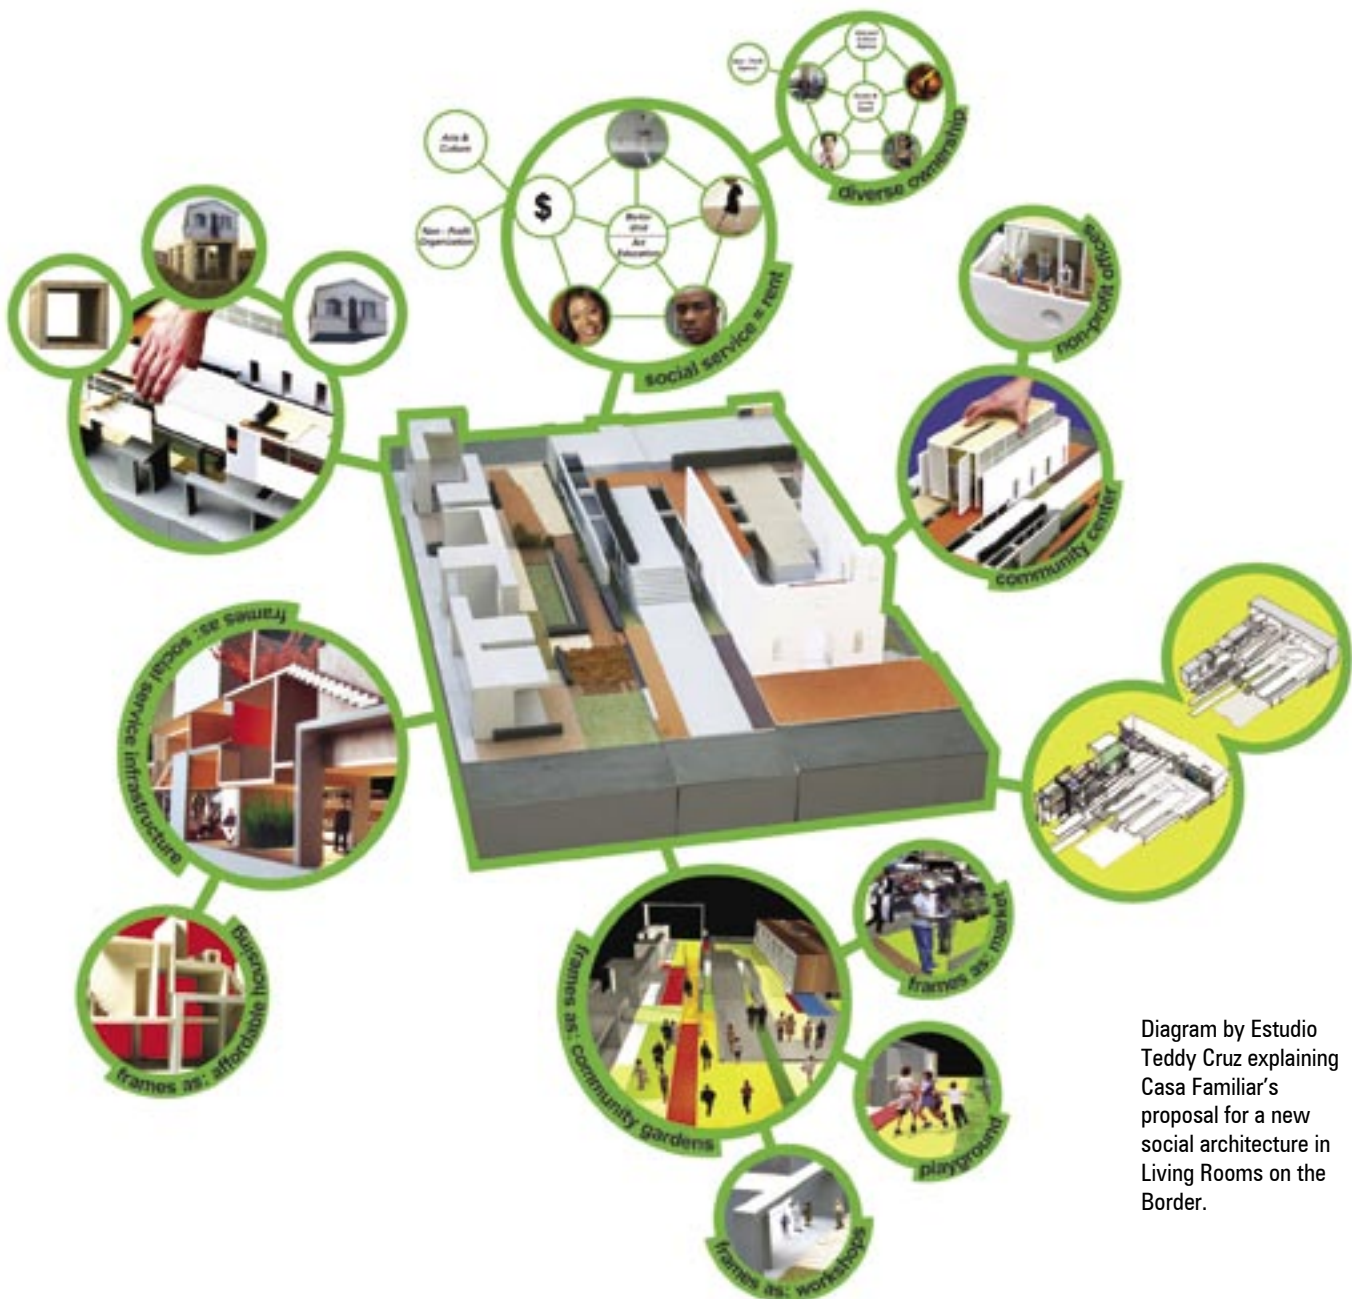 diverse ownership
Arts &
Culture
$
Non - Profit
Organization
Art
Education
social service = rent
non-profit offices
community center
frames as: social service infrastructure
frames as: affordable housing
frames as: community gardens
frames as: market
playground
frames as: workshops
Diagram by Estudio
Teddy Cruz explaining
Casa Familiar's
proposal for a new
social architecture in
Living Rooms on the
Border.